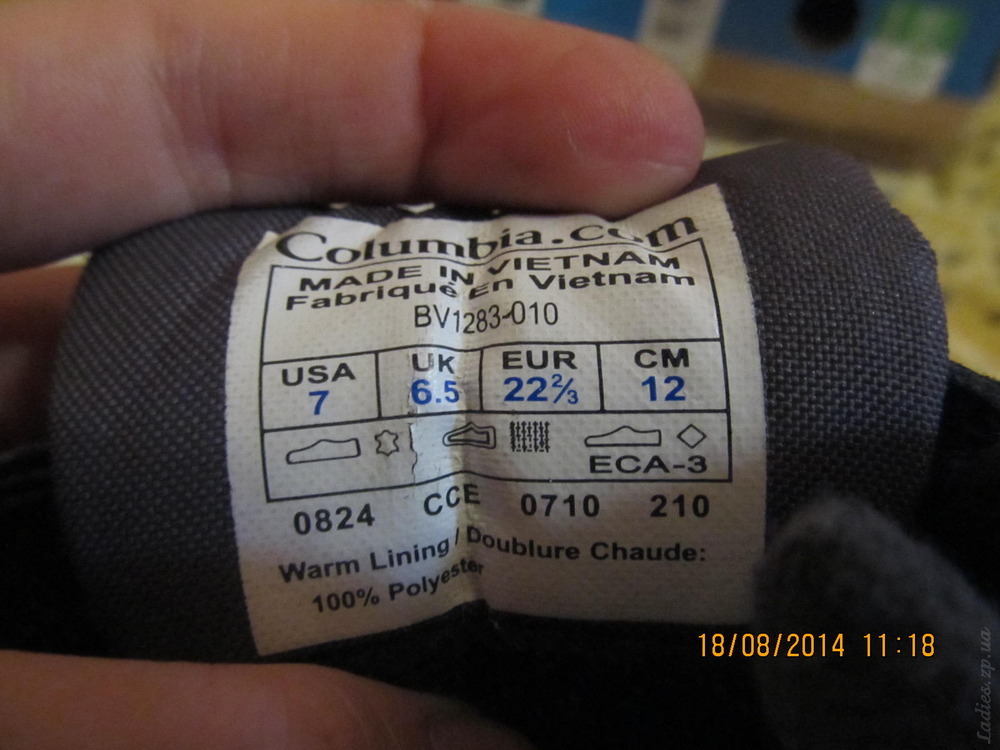 Columbia.com
MADE IN VIETNAM
Fabriqué En Vietnam
BV1283-010
USA UK EUR CM
7 6.5 22⅔ 12
ECA-3
0824 CCE 0710 210
Warm Lining / Doublure Chaude:
100% Polyester
18/08/2014 11:18
Ladies.zp.ua